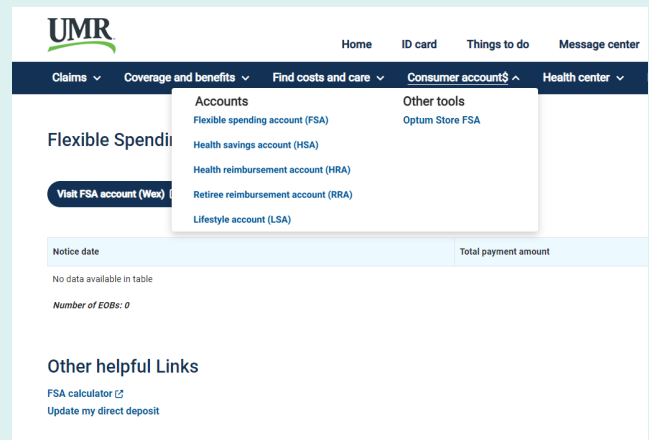 UMR
Home ID card Things to do Message center
Claims Coverage and benefits Find costs and care Consumer account$ Health center
Accounts Other tools
Flexible spending account (FSA) Optum Store FSA
Flexible Spendi
Health savings account (HSA)
Health reimbursement account (HRA)
Visit FSA account (Wex) Retiree reimbursement account (RRA)
Lifestyle account (LSA)
Notice date Total payment amount
No data available in table
Number of EOBs: 0
Other helpful Links
FSA calculator
Update my direct deposit